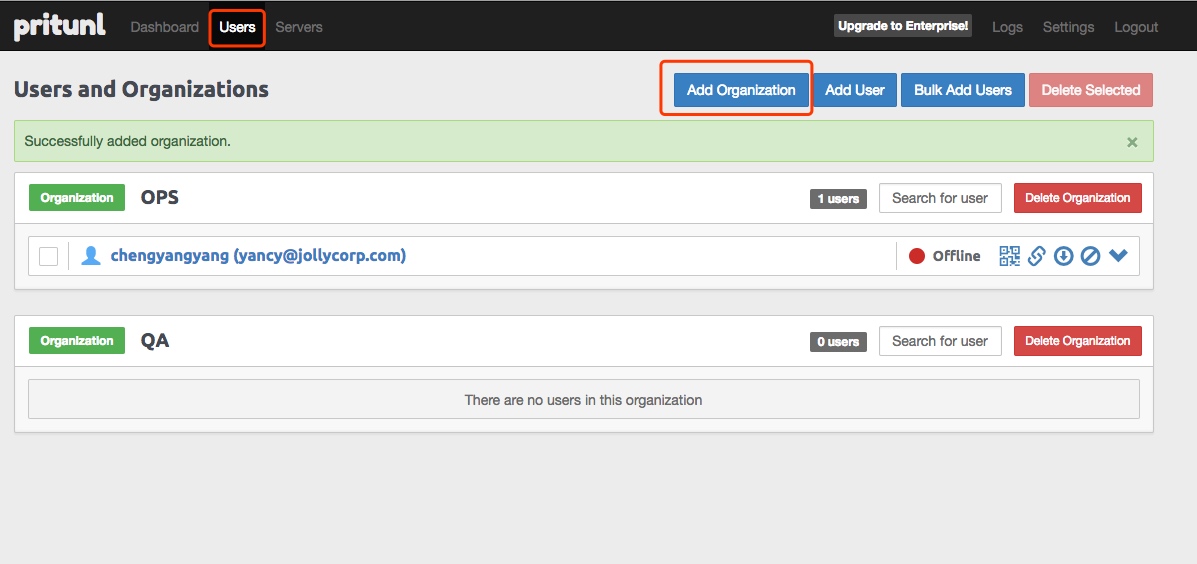 pritunl Dashboard Users Servers Upgrade to Enterprise! Logs Settings Logout
Users and Organizations Add Organization Add User Bulk Add Users Delete Selected
Successfully added organization. ×
Organization OPS 1 users Search for user Delete Organization
chengyangyang (yancy@jollycorp.com) Offline
Organization QA 0 users Search for user Delete Organization
There are no users in this organization